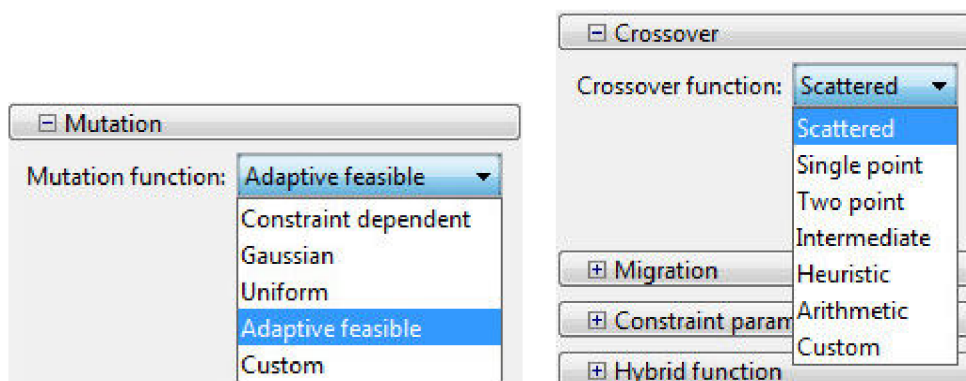 Mutation
Mutation function: Adaptive feasible
Constraint dependent
Gaussian
Uniform
Adaptive feasible
Custom
Crossover
Crossover function: Scattered
Scattered
Single point
Two point
Intermediate
Heuristic
Arithmetic
Custom
Migration
Constraint param
Hybrid function